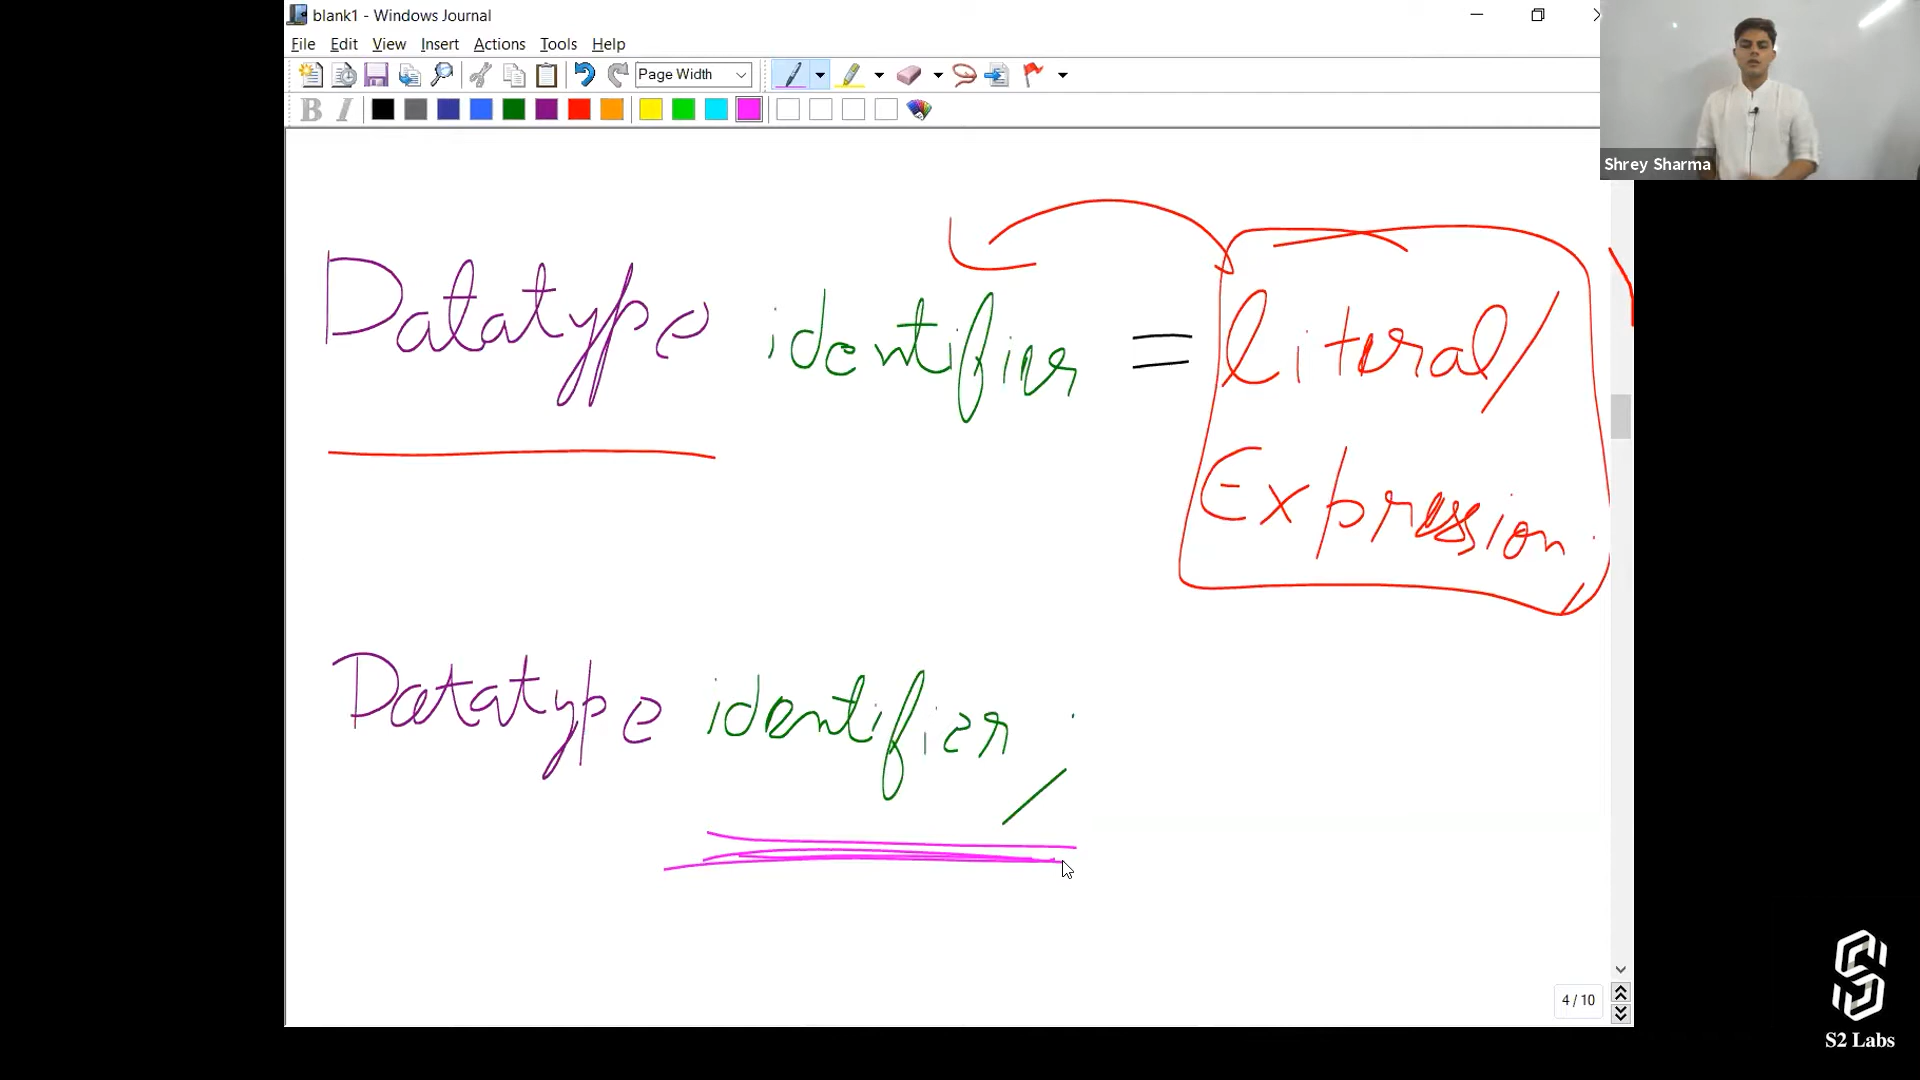 blank1 - Windows Journal
File Edit View Insert Actions Tools Help
Page Width
B I
Shrey Sharma
Datatype identifier = literal/
Expression;
Datatype identifier;
4 / 10
S2 Labs